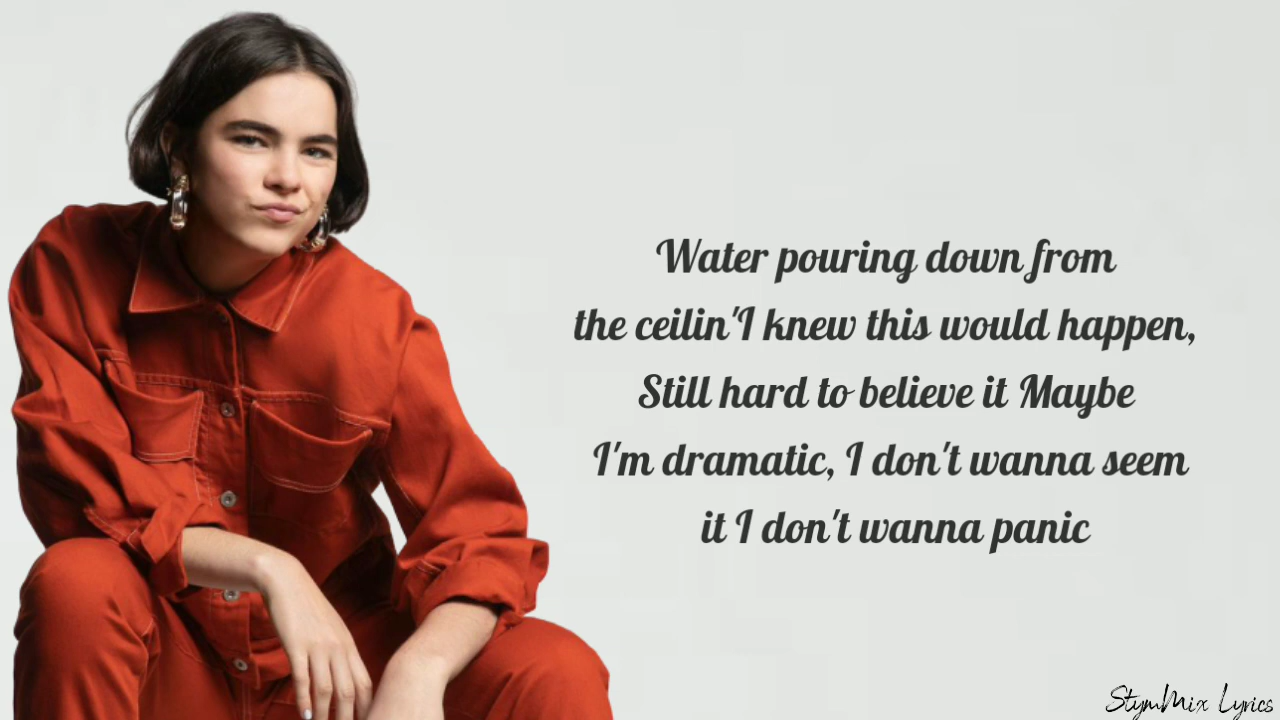 Water pouring down from
the ceilin'I knew this would happen,
Still hard to believe it Maybe
I'm dramatic, I don't wanna seem
it I don't wanna panic
StymMix Lyrics